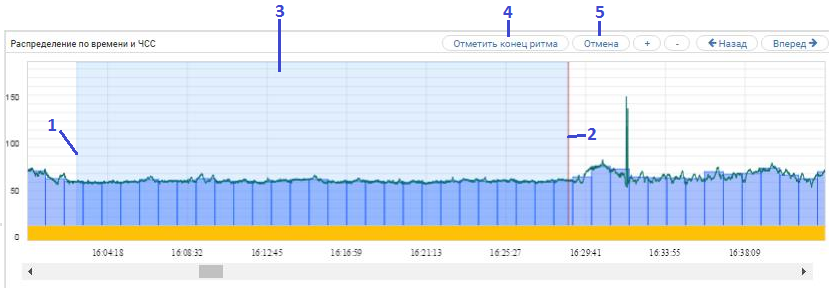 3 4 5
Распределение по времени и ЧСС Отметить конец ритма Отмена + - Назад Вперед
150
1 2
100
50
0
16:04:18 16:08:32 16:12:45 16:16:59 16:21:13 16:25:27 16:29:41 16:33:55 16:38:09